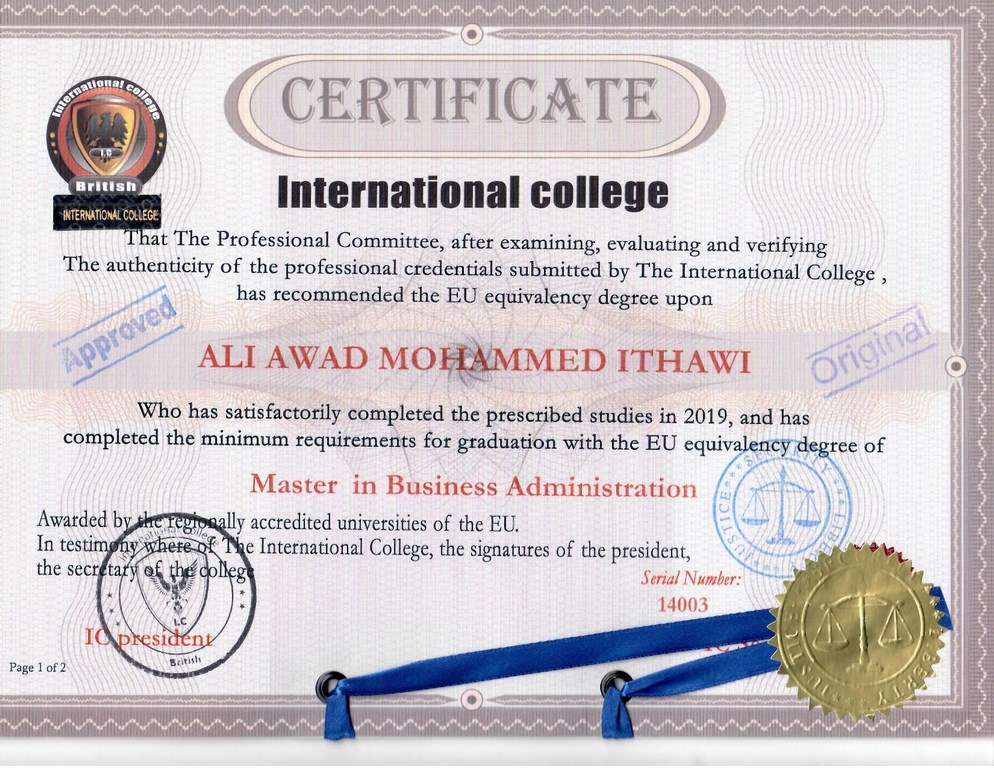 International college
I.C
British
INTERNATIONAL COLLEGE
CERTIFICATE
International college
That The Professional Committee, after examining, evaluating and verifying
The authenticity of the professional credentials submitted by The International College ,
has recommended the EU equivalency degree upon
Approved
Original
ALI AWAD MOHAMMED ITHAWI
Who has satisfactorily completed the prescribed studies in 2019, and has
completed the minimum requirements for graduation with the EU equivalency degree of
Master in Business Administration
Awarded by the regionally accredited universities of the EU.
In testimony where of The International College, the signatures of the president,
the secretary of the college
Serial Number:
14003
IC president
Page 1 of 2
International College
I.C
British
SECURITY
JUSTICE
JUSTICE